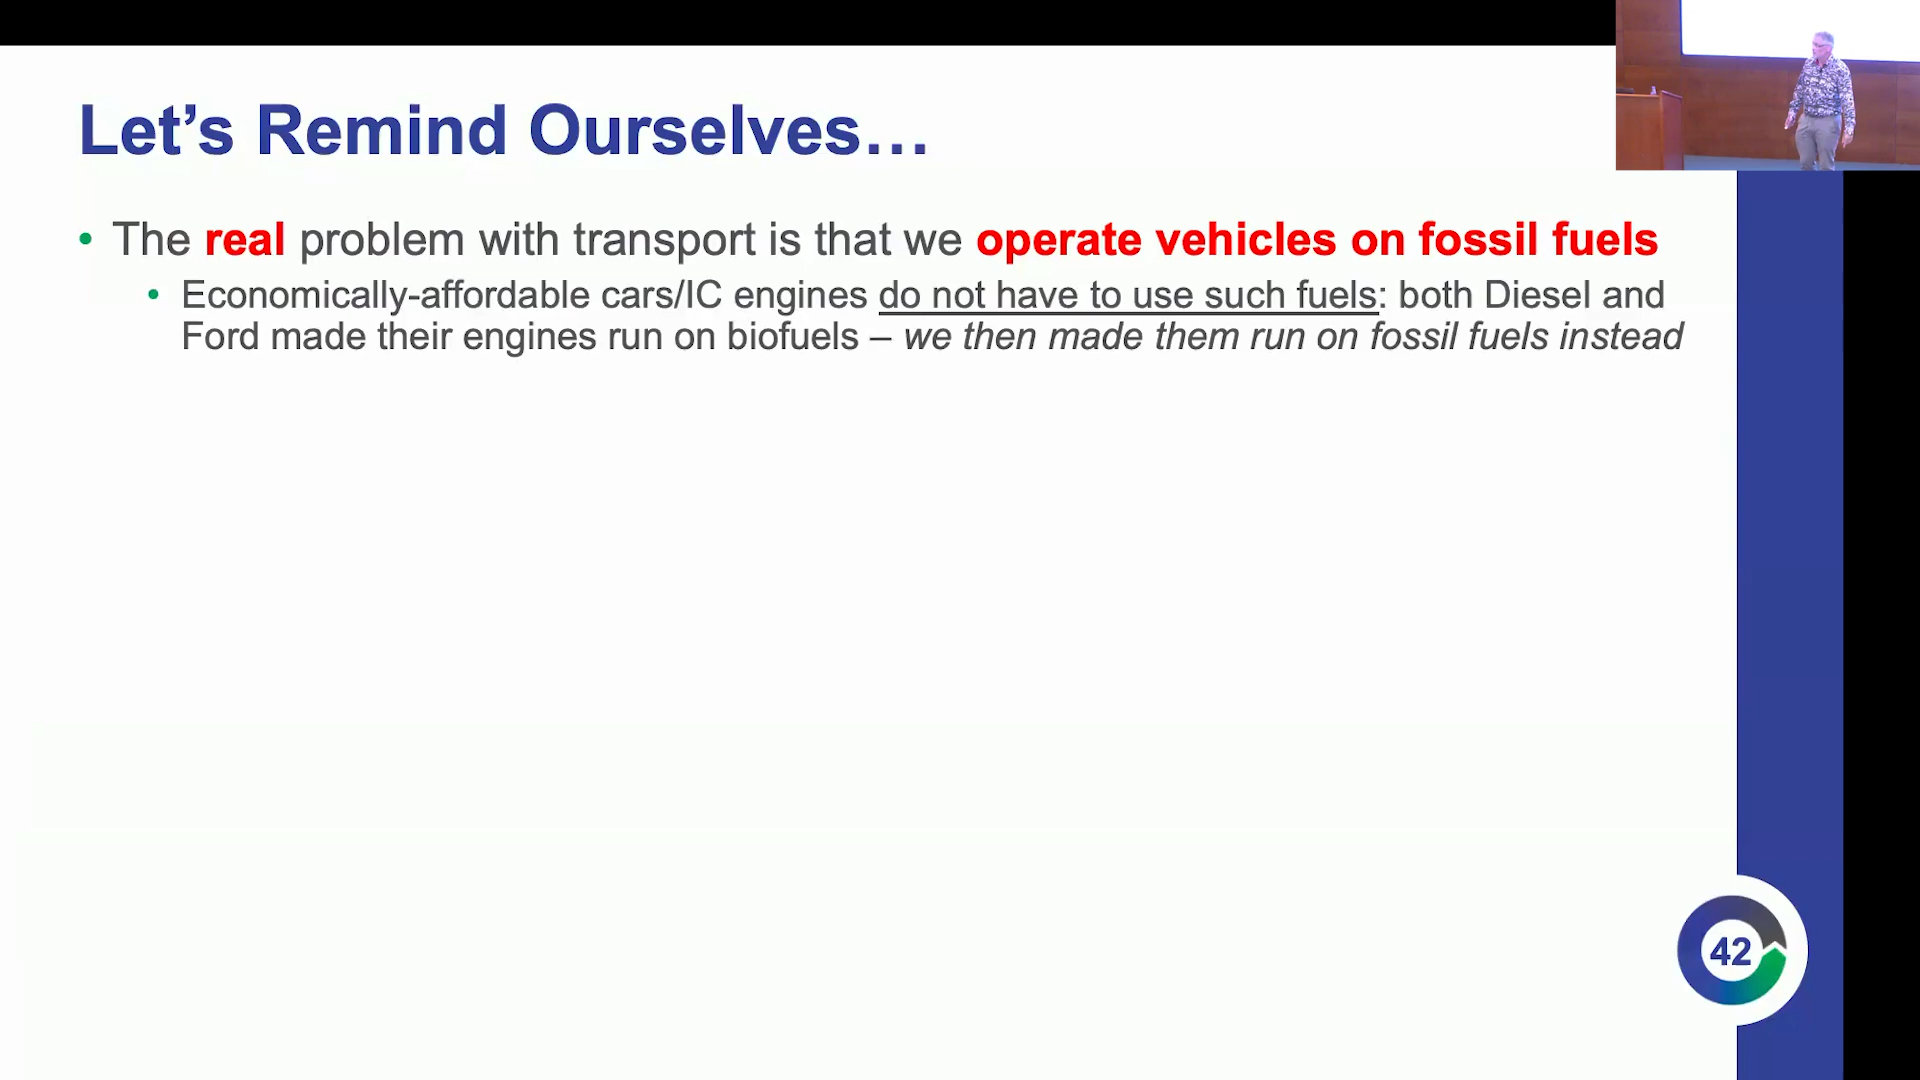 Let’s Remind Ourselves…
• The real problem with transport is that we operate vehicles on fossil fuels
• Economically-affordable cars/IC engines do not have to use such fuels: both Diesel and
Ford made their engines run on biofuels – we then made them run on fossil fuels instead
42